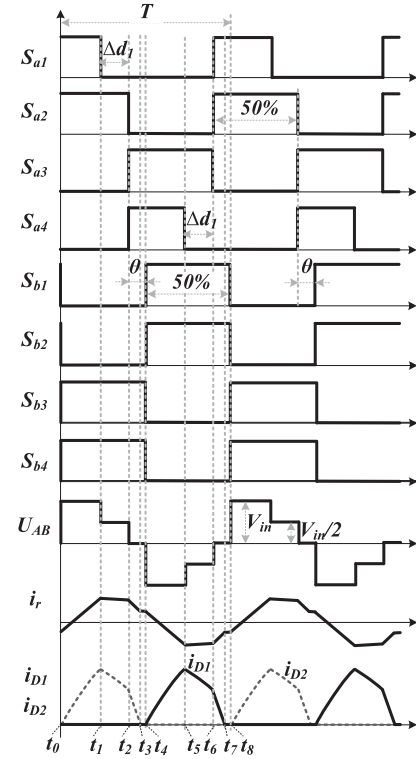 T
Sa1
Δd1
Sa2
50%
Sa3
Sa4
Δd1
Sb1
θ
50%
θ
Sb2
Sb3
Sb4
UAB
Vin
Vin/2
ir
iD1
iD2
iD1
iD2
t0
t1
t2
t3
t4
t5
t6
t7
t8